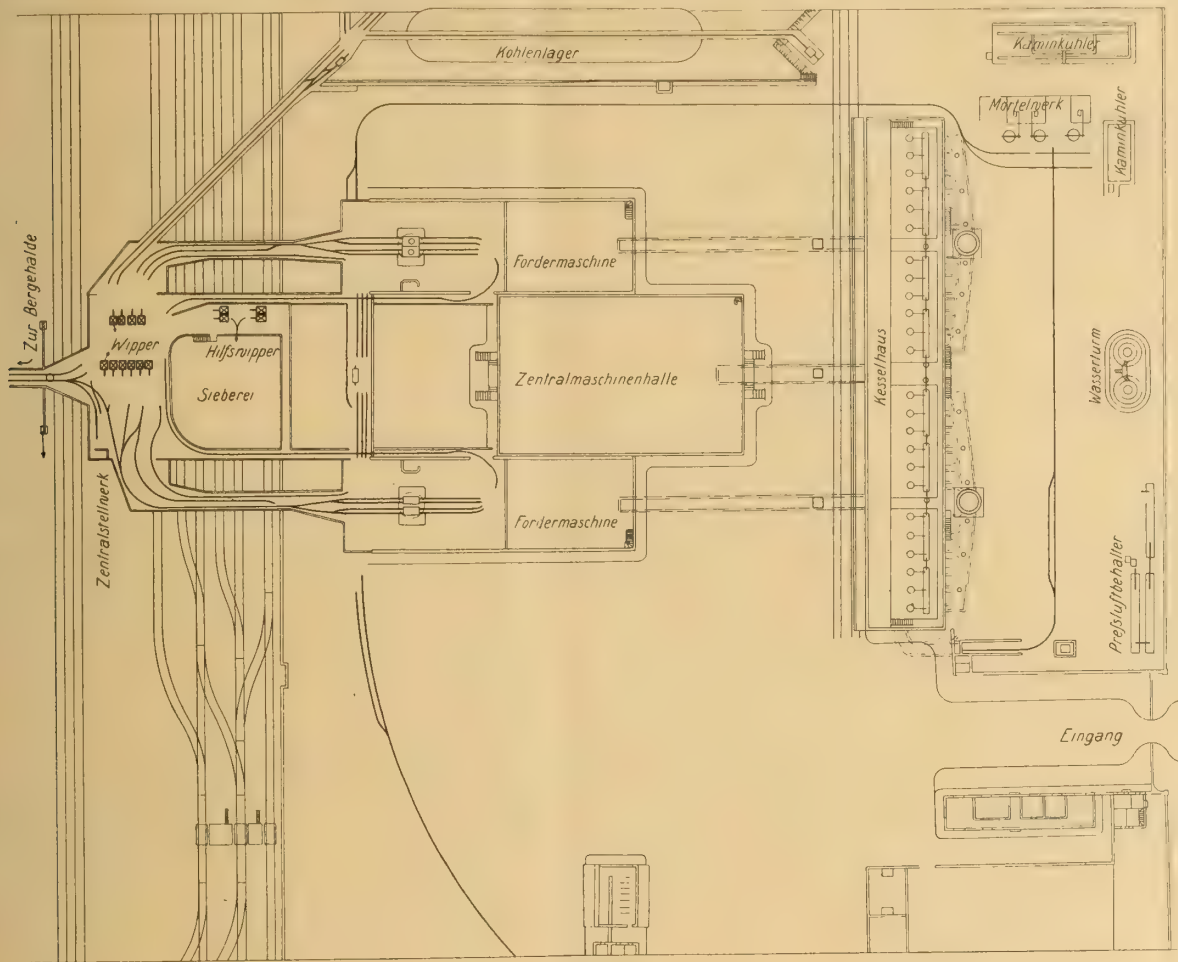 Kohlenlager
Kaminkühler
Mörtelwerk
Kaminkühler
Zur Bergehalde
Fördermaschine
Wipper
Hilfswipper
Sieberei
Zentralmaschinenhalle
Kesselhaus
Wasserturm
Zentralstellwerk
Fördermaschine
Preßluftbehälter
Eingang